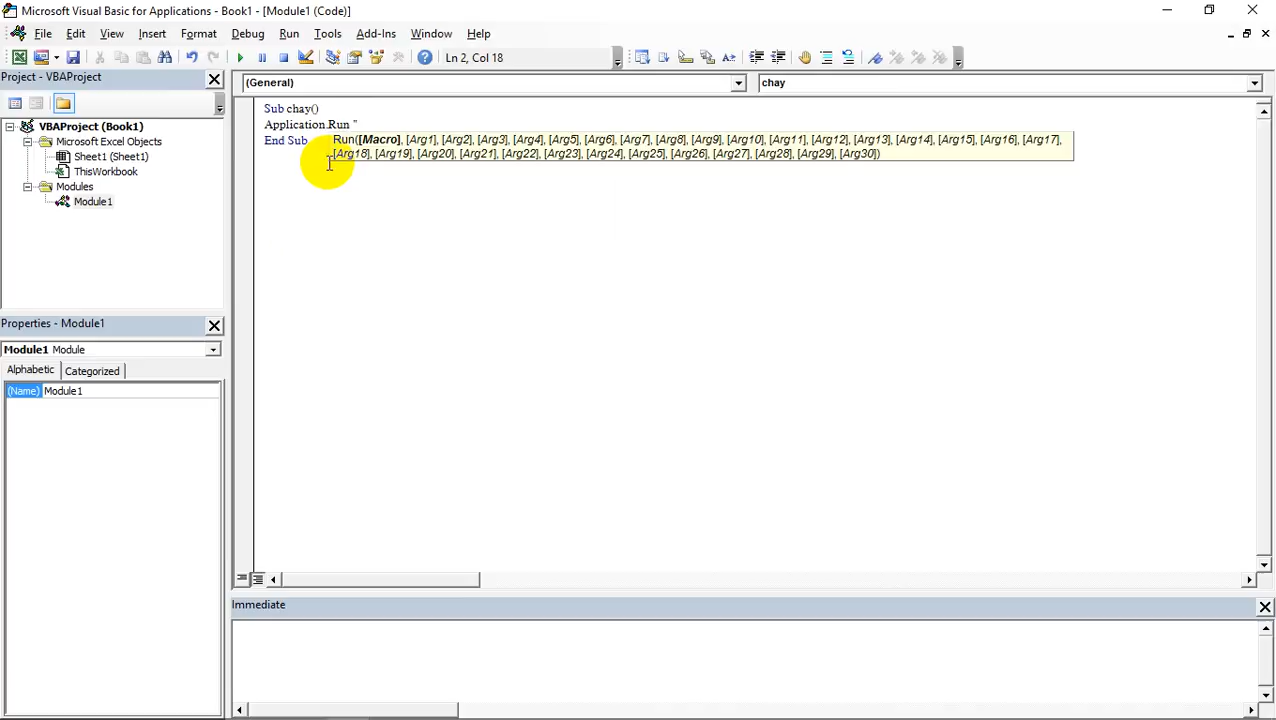 Microsoft Visual Basic for Applications - Book1 - [Module1 (Code)]
File Edit View Insert Format Debug Run Tools Add-Ins Window Help
Ln 2, Col 18
Project - VBAProject
(General)
chay
VBAProject (Book1)
Microsoft Excel Objects
Sheet1 (Sheet1)
ThisWorkbook
Modules
Module1
Sub chay()
Application.Run "
End Sub
Run([Macro], [Arg1], [Arg2], [Arg3], [Arg4], [Arg5], [Arg6], [Arg7], [Arg8], [Arg9], [Arg10], [Arg11], [Arg12], [Arg13], [Arg14], [Arg15], [Arg16], [Arg17],
[Arg18], [Arg19], [Arg20], [Arg21], [Arg22], [Arg23], [Arg24], [Arg25], [Arg26], [Arg27], [Arg28], [Arg29], [Arg30])
Properties - Module1
Module1 Module
Alphabetic Categorized
(Name) Module1
Immediate